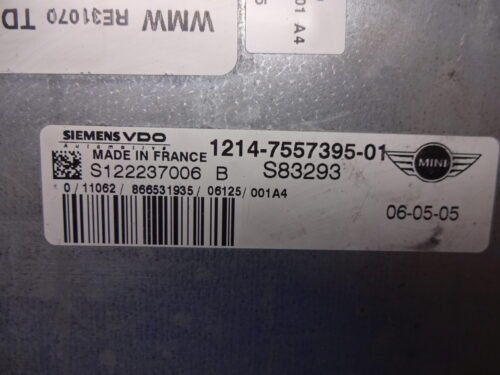 WMW RE31070 TD
01 A4
SIEMENS VDO
Automotive
MADE IN FRANCE
1214-7557395-01
MINI
S122237006 B
S83293
06-05-05
0/11062/866531935/06125/001A4